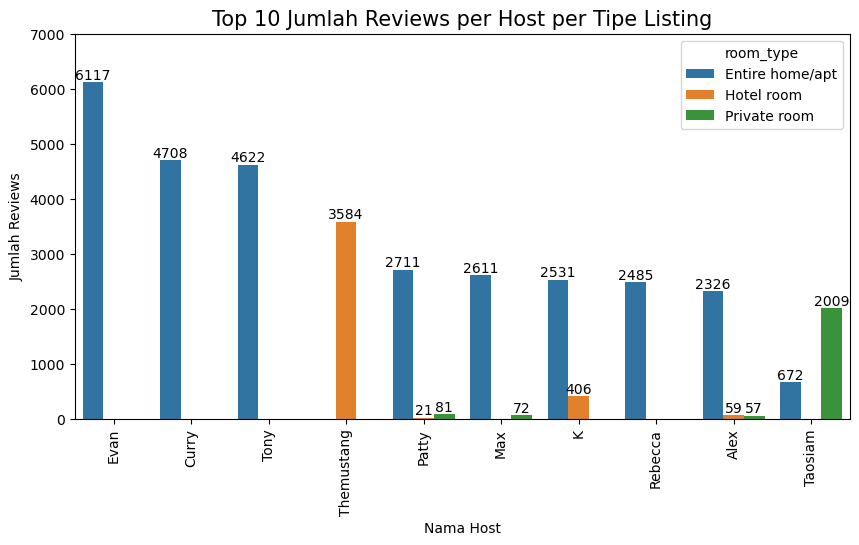 Top 10 Jumlah Reviews per Host per Tipe Listing
7000
6000
5000
4000
3000
2000
1000
0
Jumlah Reviews
room_type
Entire home/apt
Hotel room
Private room
6117
4708
4622
3584
2711
21
81
2611
72
2531
406
2485
2326
59
57
672
2009
Evan
Curry
Tony
Themustang
Patty
Max
K
Rebecca
Alex
Taosiam
Nama Host